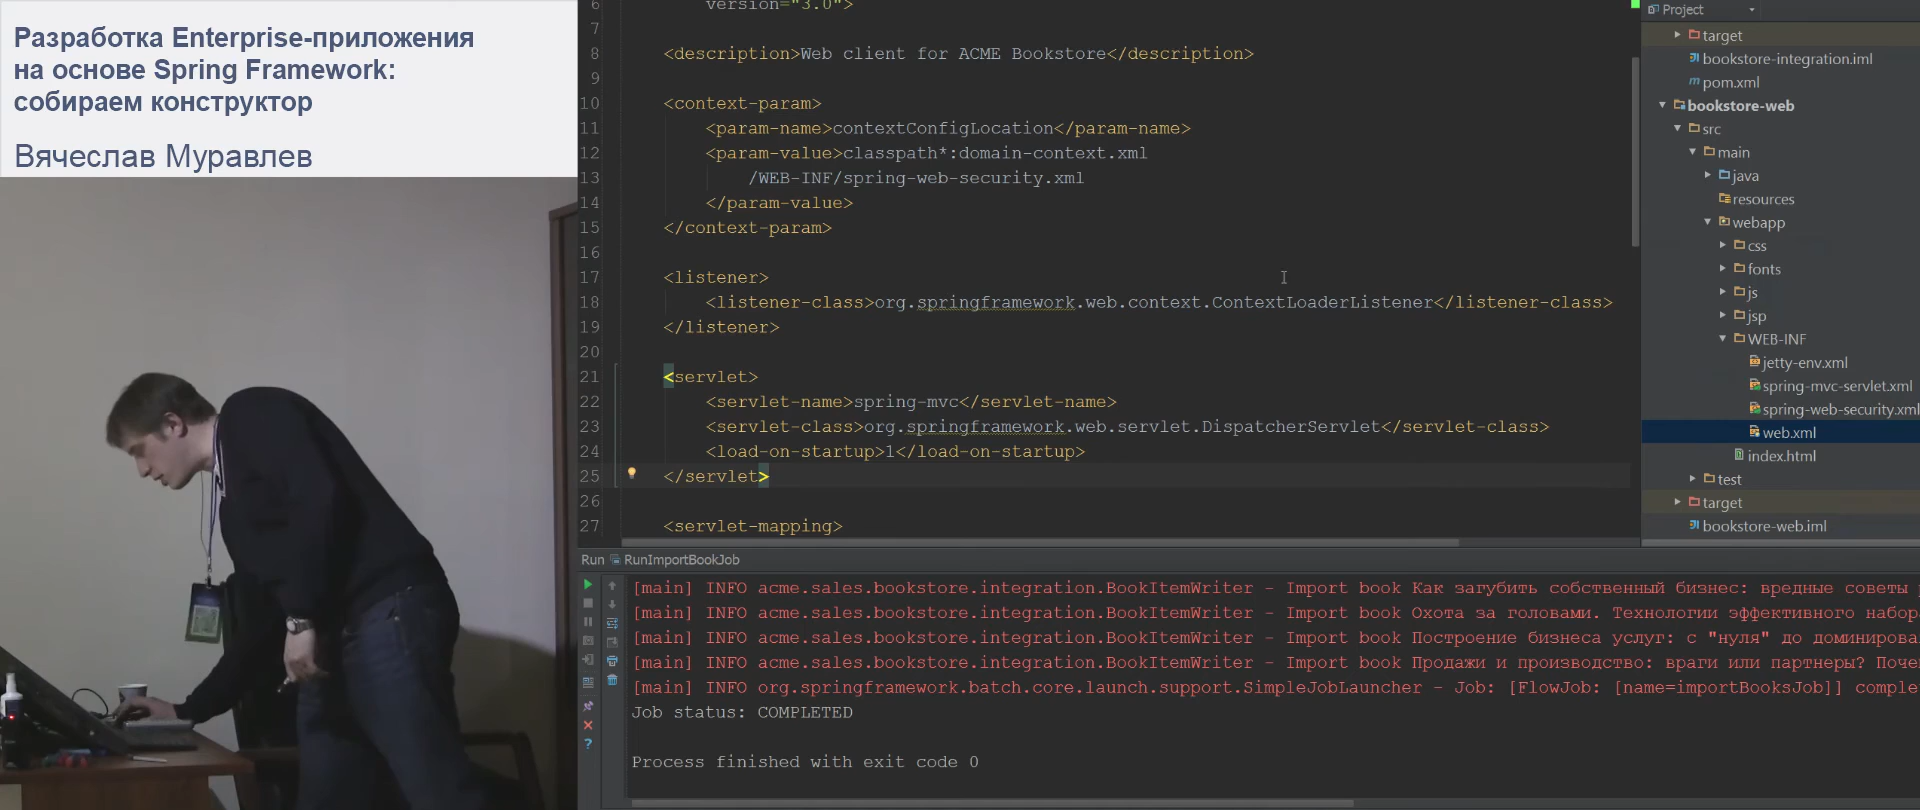 Разработка Enterprise-приложения
на основе Spring Framework:
собираем конструктор
Вячеслав Муравлев
6 version="3.0">
7
8 <description>Web client for ACME Bookstore</description>
9
10 <context-param>
11 <param-name>contextConfigLocation</param-name>
12 <param-value>classpath*:domain-context.xml
13 /WEB-INF/spring-web-security.xml
14 </param-value>
15 </context-param>
16
17 <listener>
18 <listener-class>org.springframework.web.context.ContextLoaderListener</listener-class>
19 </listener>
20
21 <servlet>
22 <servlet-name>spring-mvc</servlet-name>
23 <servlet-class>org.springframework.web.servlet.DispatcherServlet</servlet-class>
24 <load-on-startup>1</load-on-startup>
25 </servlet>
26
27 <servlet-mapping>
Project
target
bookstore-integration.iml
pom.xml
bookstore-web
src
main
java
resources
webapp
css
fonts
js
jsp
WEB-INF
jetty-env.xml
spring-mvc-servlet.xml
spring-web-security.xml
web.xml
index.html
test
target
bookstore-web.iml
Run RunImportBookJob
[main] INFO acme.sales.bookstore.integration.BookItemWriter - Import book Как загубить собственный бизнес: вредные советы
[main] INFO acme.sales.bookstore.integration.BookItemWriter - Import book Охота за головами. Технологии эффективного набор
[main] INFO acme.sales.bookstore.integration.BookItemWriter - Import book Построение бизнеса услуг: с "нуля" до доминирова
[main] INFO acme.sales.bookstore.integration.BookItemWriter - Import book Продажи и производство: враги или партнеры? Поче
[main] INFO org.springframework.batch.core.launch.support.SimpleJobLauncher - Job: [FlowJob: [name=importBooksJob]] comple
Job status: COMPLETED
Process finished with exit code 0